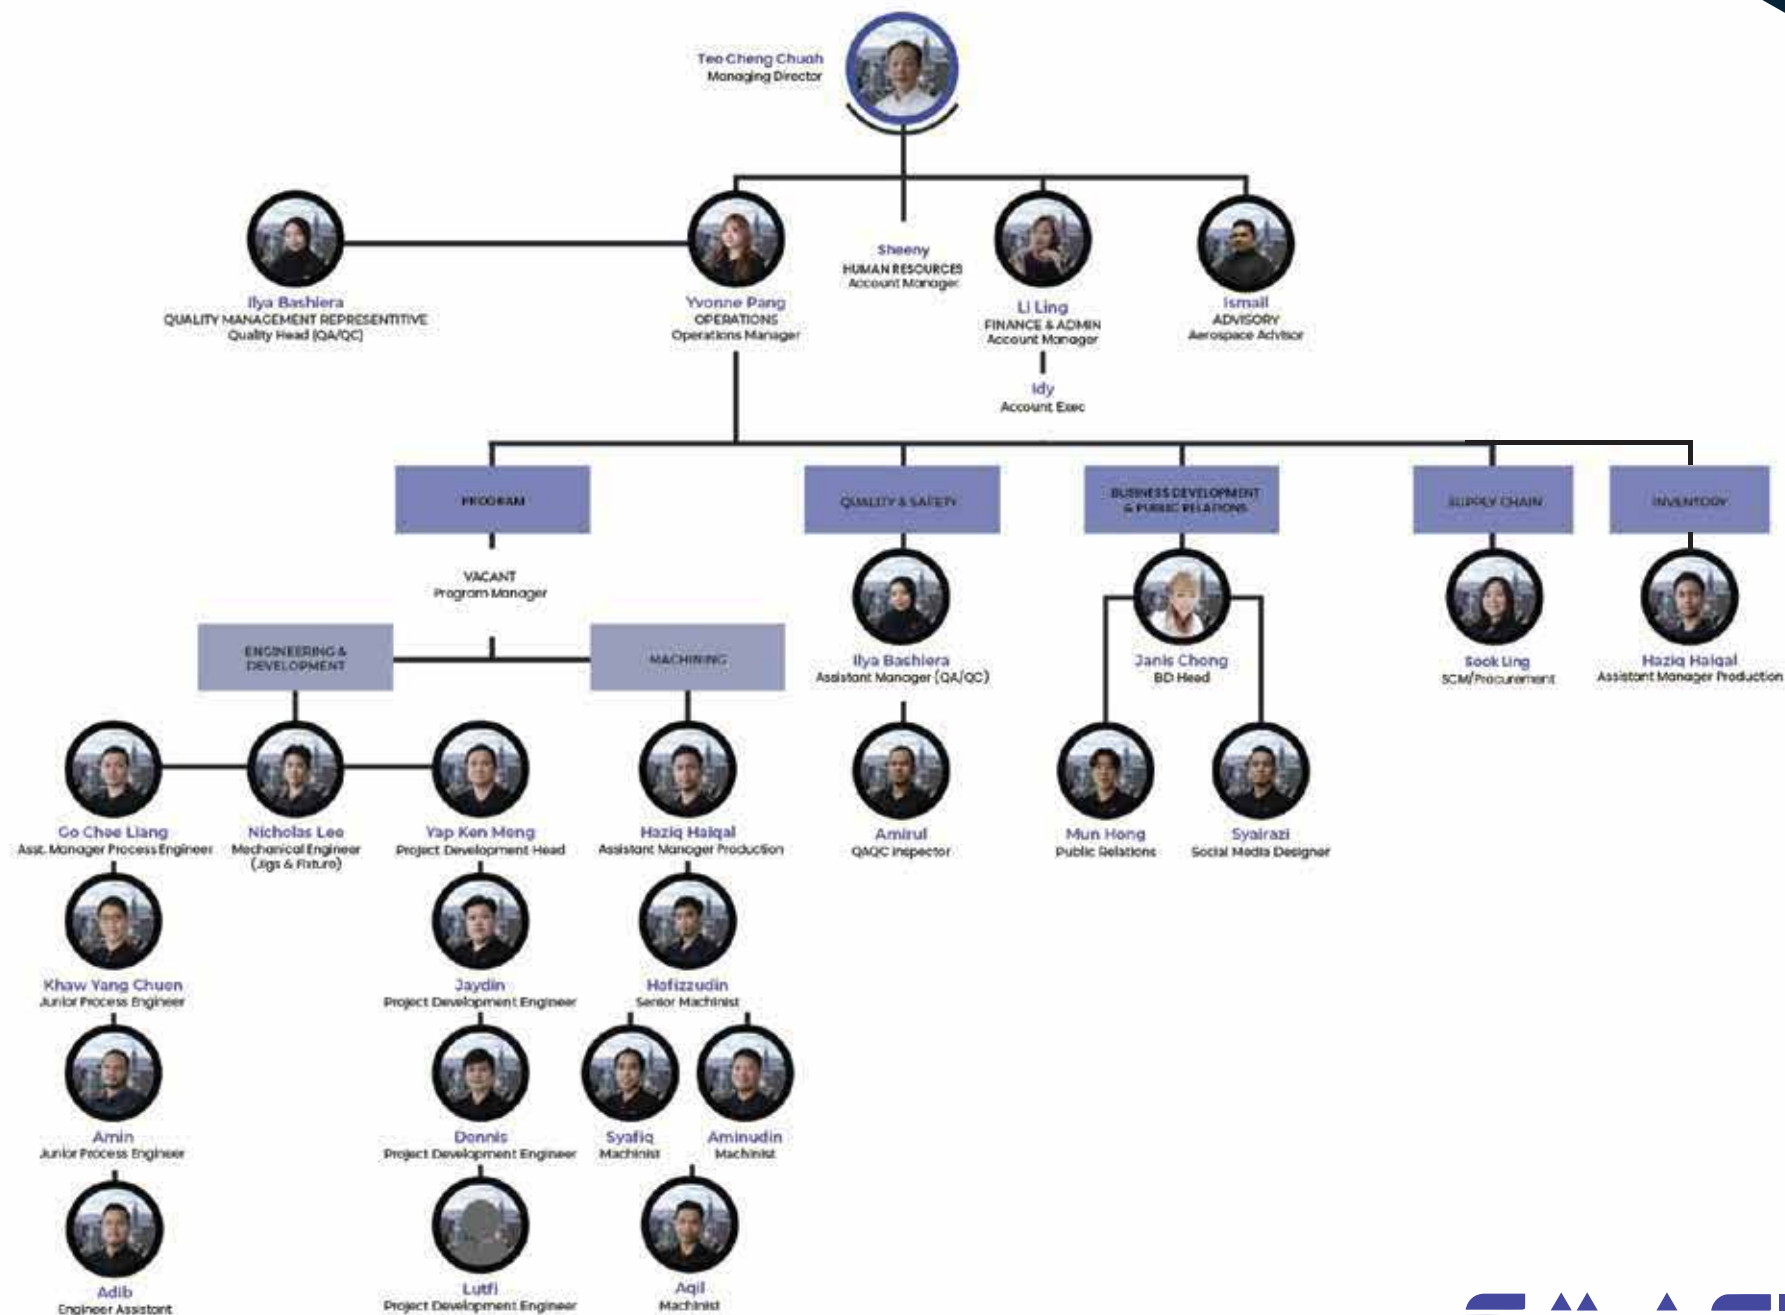 Teo Cheng Chuah
Managing Director
Ilya Bashiera
QUALITY MANAGEMENT REPRESENTITIVE
Quality Head (QA/QC)
Yvonne Pang
OPERATIONS
Operations Manager
Sheeny
HUMAN RESOURCES
Account Manager
Li Ling
FINANCE & ADMIN
Account Manager
Ismail
ADVISORY
Aerospace Advisor
Idy
Account Exec
PROGRAM
QUALITY & SAFETY
BUSINESS DEVELOPMENT
& PUBLIC RELATIONS
SUPPLY CHAIN
INVENTORY
VACANT
Program Manager
ENGINEERING &
DEVELOPMENT
MACHINING
Ilya Bashiera
Assistant Manager (QA/QC)
Janis Chong
BD Head
Sook Ling
SCM/Procurement
Haziq Haiqal
Assistant Manager Production
Go Chee Liang
Asst. Manager Process Engineer
Nicholas Lee
Mechanical Engineer
(Jigs & Fixture)
Yap Ken Meng
Project Development Head
Haziq Haiqal
Assistant Manager Production
Amirul
QAQC Inspector
Mun Hong
Public Relations
Syairazi
Social Media Designer
Khaw Yang Chuen
Junior Process Engineer
Jaydin
Project Development Engineer
Hafizzudin
Senior Machinist
Amin
Junior Process Engineer
Dennis
Project Development Engineer
Syafiq
Machinist
Aminudin
Machinist
Adib
Engineer Assistant
Lutfi
Project Development Engineer
Aqil
Machinist